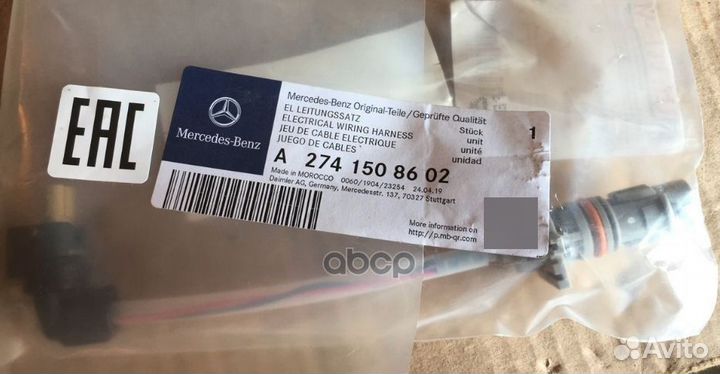 EAC
Mercedes-Benz
Mercedes-Benz Original-Teile/Geprüfte Qualität
EL LEITUNGSSATZ
ELECTRICAL WIRING HARNESS
JEU DE CABLE ELECTRIQUE
JUEGO DE CABLES
Stück
unit
unité
unidad
1
A 274 150 86 02
Made in MOROCCO 0060/1904/23254 24.04.19
Daimler AG, Germany, Mercedesstr. 137, 70327 Stuttgart
More information on
http://p.mb-qr.com
abcp
Avito